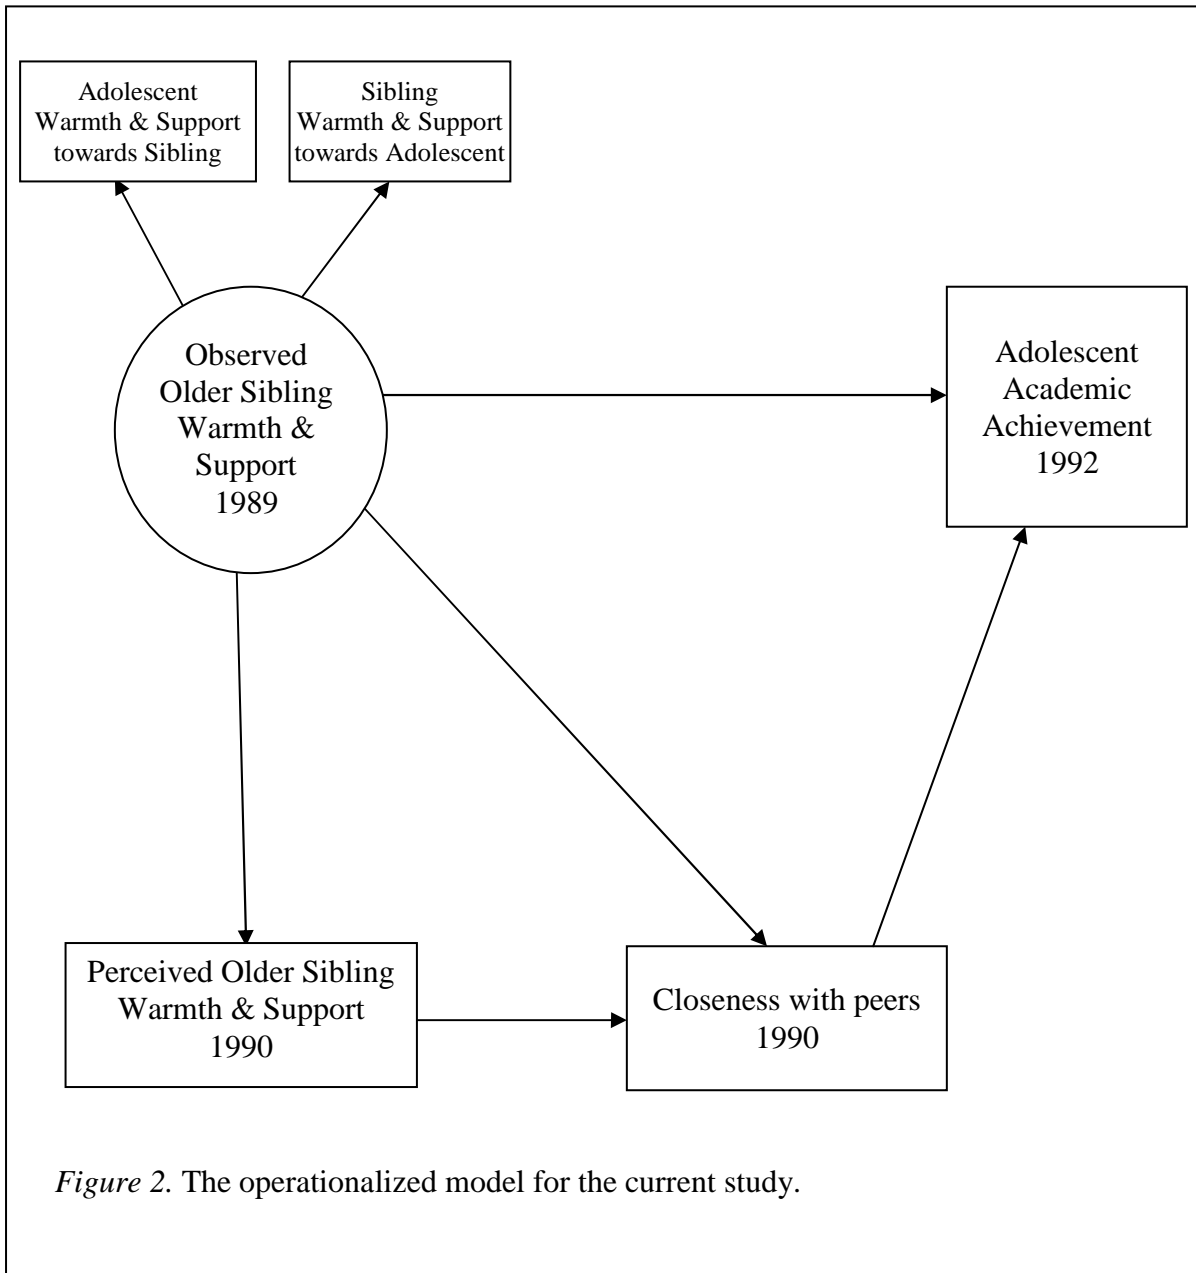 Adolescent
Warmth & Support
towards Sibling
Sibling
Warmth & Support
towards Adolescent
Observed
Older Sibling
Warmth &
Support
1989
Adolescent
Academic
Achievement
1992
Perceived Older Sibling
Warmth & Support
1990
Closeness with peers
1990
Figure 2. The operationalized model for the current study.